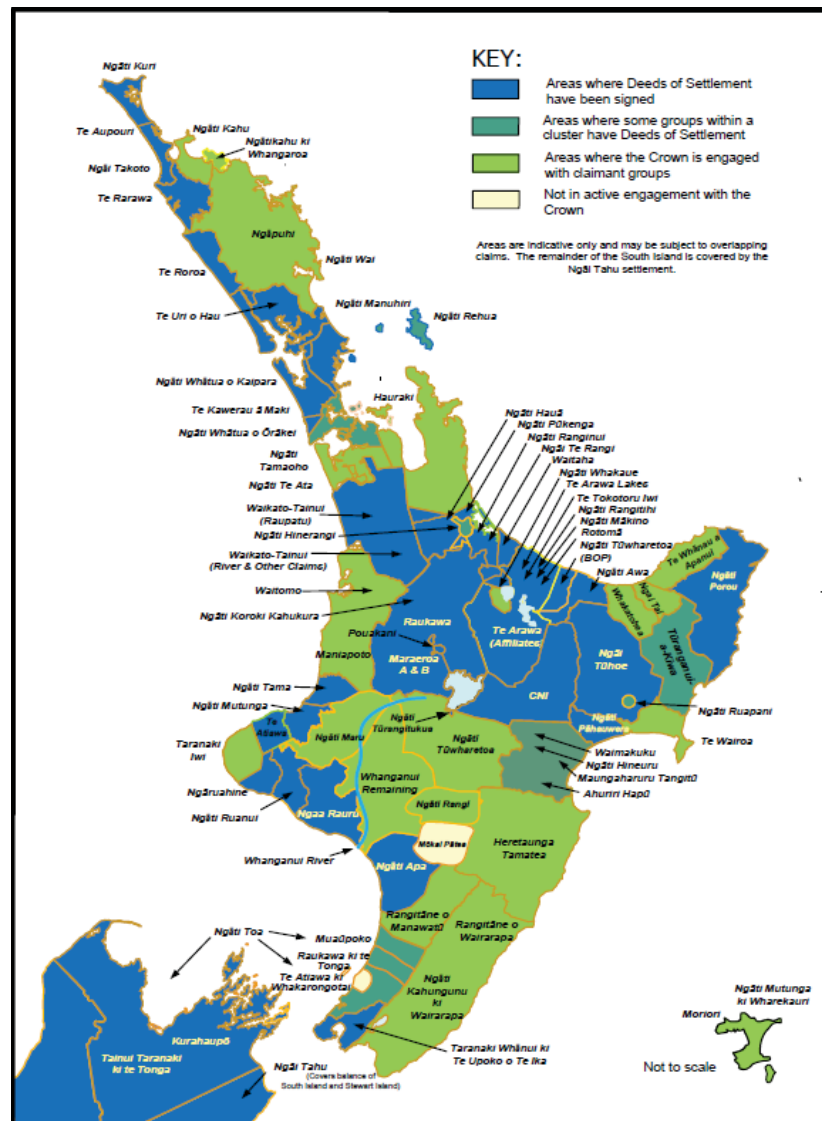 KEY:
Areas where Deeds of Settlement
have been signed
Areas where some groups within a
cluster have Deeds of Settlement
Areas where the Crown is engaged
with claimant groups
Not in active engagement with the
Crown
Areas are indicative only and may be subject to overlapping
claims. The remainder of the South Island is covered by the
Ngāi Tahu settlement.
Ngāti Kuri
Te Aupouri
Ngāti Kahu
Ngātikahu ki
Whangaroa
Ngāi Takoto
Te Rarawa
Ngāpuhi
Ngāti Wai
Te Roroa
Te Uri o Hau
Ngāti Manuhiri
Ngāti Rehua
Ngāti Whātua o Kaipara
Te Kawerau ā Maki
Hauraki
Ngāti Whātua o Ōrākei
Ngāti
Tamaoho
Ngāti Te Ata
Ngāti Hauā
Ngāti Pūkenga
Ngāti Ranginui
Ngāi Te Rangi
Waitaha
Ngāti Whakaue
Te Arawa Lakes
Te Tokotoru Iwi
Ngāti Rangitihi
Ngāti Mākino
Rotomā
Ngāti Tūwharetoa
(BOP)
Ngāti Awa
Waikato-Tainui
(Raupatu)
Ngāti Hinerangi
Waikato-Tainui
(River & Other Claims)
Waitomo
Ngāti Koroki Kahukura
Te Whānau a
Apanui
Ngāti
Porou
Ngai Tai
Whakatohea
Tūranganui-
a-Kiwa
Raukawa
Pouakani
Maraeroa
A & B
Te Arawa
(Affiliates)
Ngāi
Tūhoe
Maniapoto
CNI
Ngāti Tama
Ngāti Mutunga
Ngāti Ruapani
Te
Atiawa
Ngāti Maru
Ngāti
Tūrangitukua
Ngāti
Tūwharetoa
Ngāti
Pāhauwera
Te Wairoa
Taranaki
Iwi
Waimakuku
Ngāti Hineuru
Maungaharuru Tangitū
Ahuriri Hapū
Whanganui
Remaining
Ngāti Rangi
Ngāruahine
Ngāti Ruanui
Ngaa Rauru
Whanganui River
Mōkai Pātea
Ngāti Apa
Heretaunga
Tamatea
Rangitāne o
Manawatū
Rangitāne o
Wairarapa
Ngāti Toa
Muaūpoko
Raukawa ki te
Tonga
Te Atiawa ki
Whakarongotai
Ngāti
Kahungunu
ki
Wairarapa
Kurahaupō
Tainui Taranaki
ki te Tonga
Taranaki Whānui ki
Te Upoko o Te Ika
Ngāi Tahu
(Covers balance of
South Island and Stewart Island)
Ngāti Mutunga
ki Wharekauri
Moriori
Not to scale